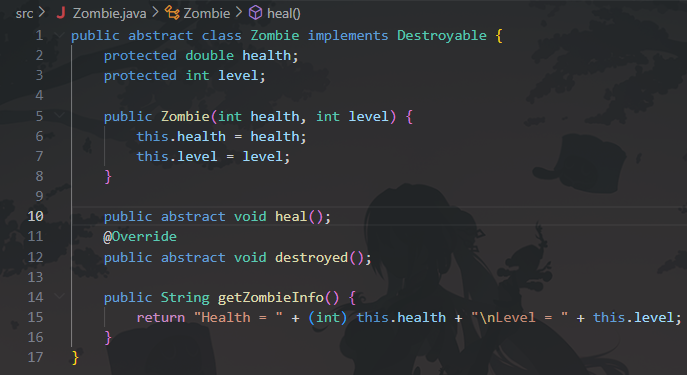 src > J Zombie.java > Zombie > heal()
1 public abstract class Zombie implements Destroyable {
2     protected double health;
3     protected int level;
4
5     public Zombie(int health, int level) {
6         this.health = health;
7         this.level = level;
8     }
9
10     public abstract void heal();
11     @Override
12     public abstract void destroyed();
13
14     public String getZombieInfo() {
15         return "Health = " + (int) this.health + "\nLevel = " + this.level;
16     }
17 }